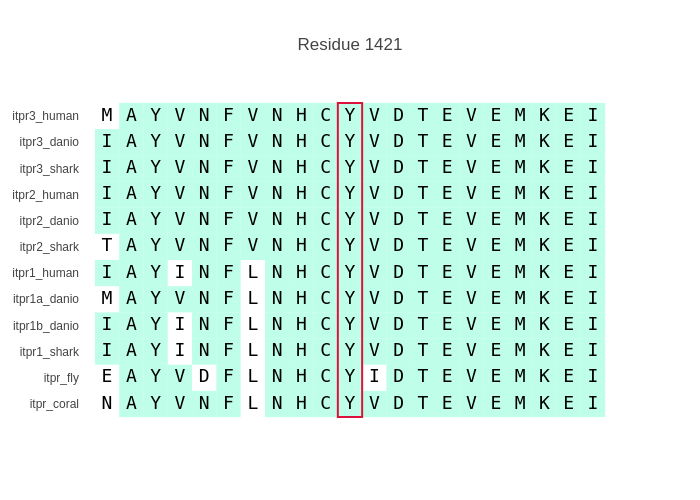 Residue 1421
itpr3_human M A Y V N F V N H C Y V D T E V E M K E I
itpr3_danio I A Y V N F V N H C Y V D T E V E M K E I
itpr3_shark I A Y V N F V N H C Y V D T E V E M K E I
itpr2_human I A Y V N F V N H C Y V D T E V E M K E I
itpr2_danio I A Y V N F V N H C Y V D T E V E M K E I
itpr2_shark T A Y V N F V N H C Y V D T E V E M K E I
itpr1_human I A Y I N F L N H C Y V D T E V E M K E I
itpr1a_danio M A Y V N F L N H C Y V D T E V E M K E I
itpr1b_danio I A Y I N F L N H C Y V D T E V E M K E I
itpr1_shark I A Y I N F L N H C Y V D T E V E M K E I
itpr_fly E A Y V D F L N H C Y I D T E V E M K E I
itpr_coral N A Y V N F L N H C Y V D T E V E M K E I